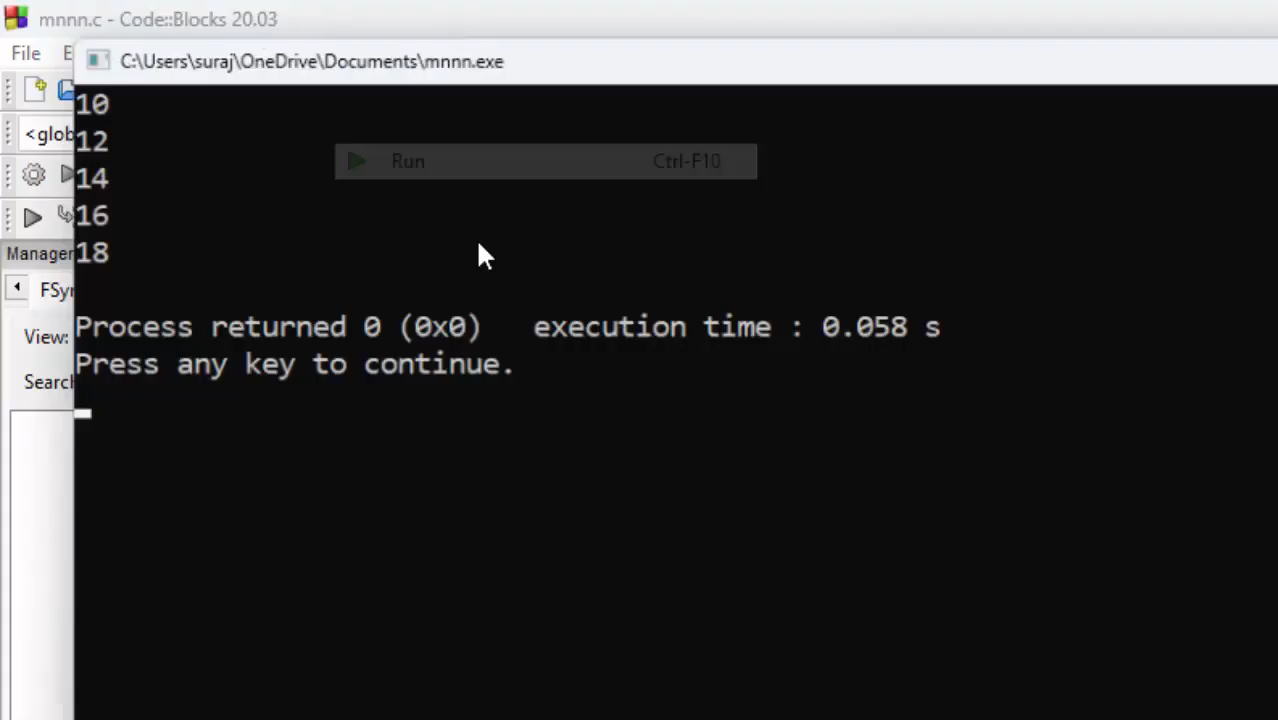 mnnn.c - Code::Blocks 20.03
File E
C:\Users\suraj\OneDrive\Documents\mnnn.exe
<glob
Manager
FSyr
View:
Search
10
12
Run Ctrl-F10
14
16
18
Process returned 0 (0x0) execution time : 0.058 s
Press any key to continue.